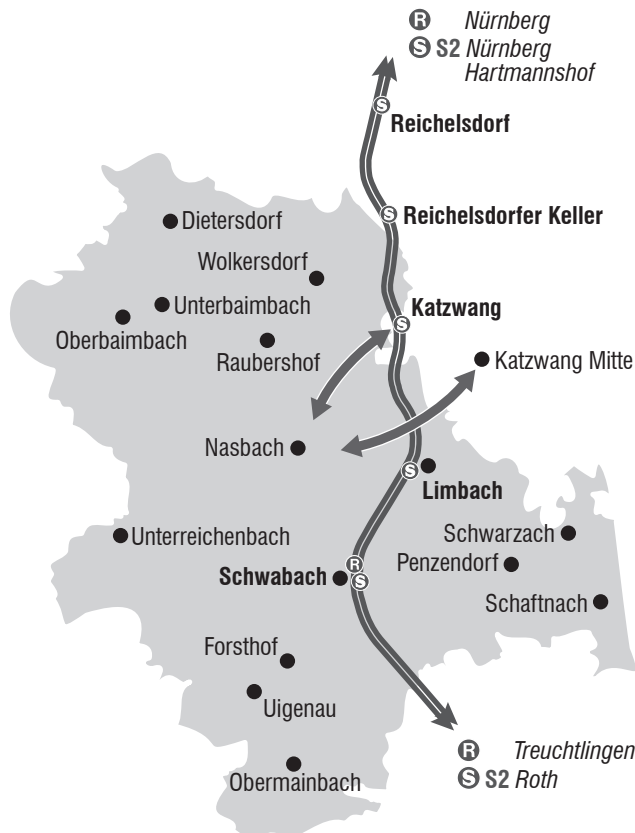 R Nürnberg
S S2 Nürnberg
Hartmannshof
S
Reichelsdorf
S Reichelsdorfer Keller
Dietersdorf
Wolkersdorf
Unterbaimbach
Oberbaimbach
Katzwang
S
Raubershof
Katzwang Mitte
Nasbach
S
Limbach
Unterreichenbach
Schwarzach
Penzendorf
R
Schwabach
S
Schaftnach
Forsthof
Uigenau
R Treuchtlingen
S S2 Roth
Obermainbach